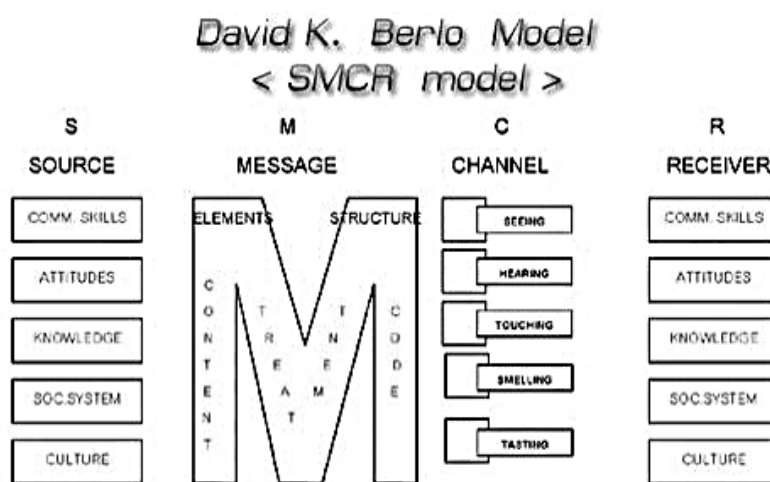 David K. Berlo Model
< SMCR model >
S
M
C
R
SOURCE
MESSAGE
CHANNEL
RECEIVER
COMM. SKILLS
ATTITUDES
KNOWLEDGE
SOC.SYSTEM
CULTURE
ELEMENTS
STRUCTURE
CONTENT
TREATMENT
CODE
SEEING
HEARING
TOUCHING
SMELLING
TASTING
COMM. SKILLS
ATTITUDES
KNOWLEDGE
SOC.SYSTEM
CULTURE